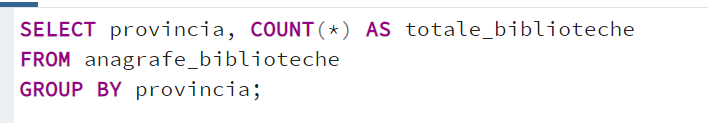 SELECT provincia, COUNT(*) AS totale_biblioteche
FROM anagrafe_biblioteche
GROUP BY provincia;